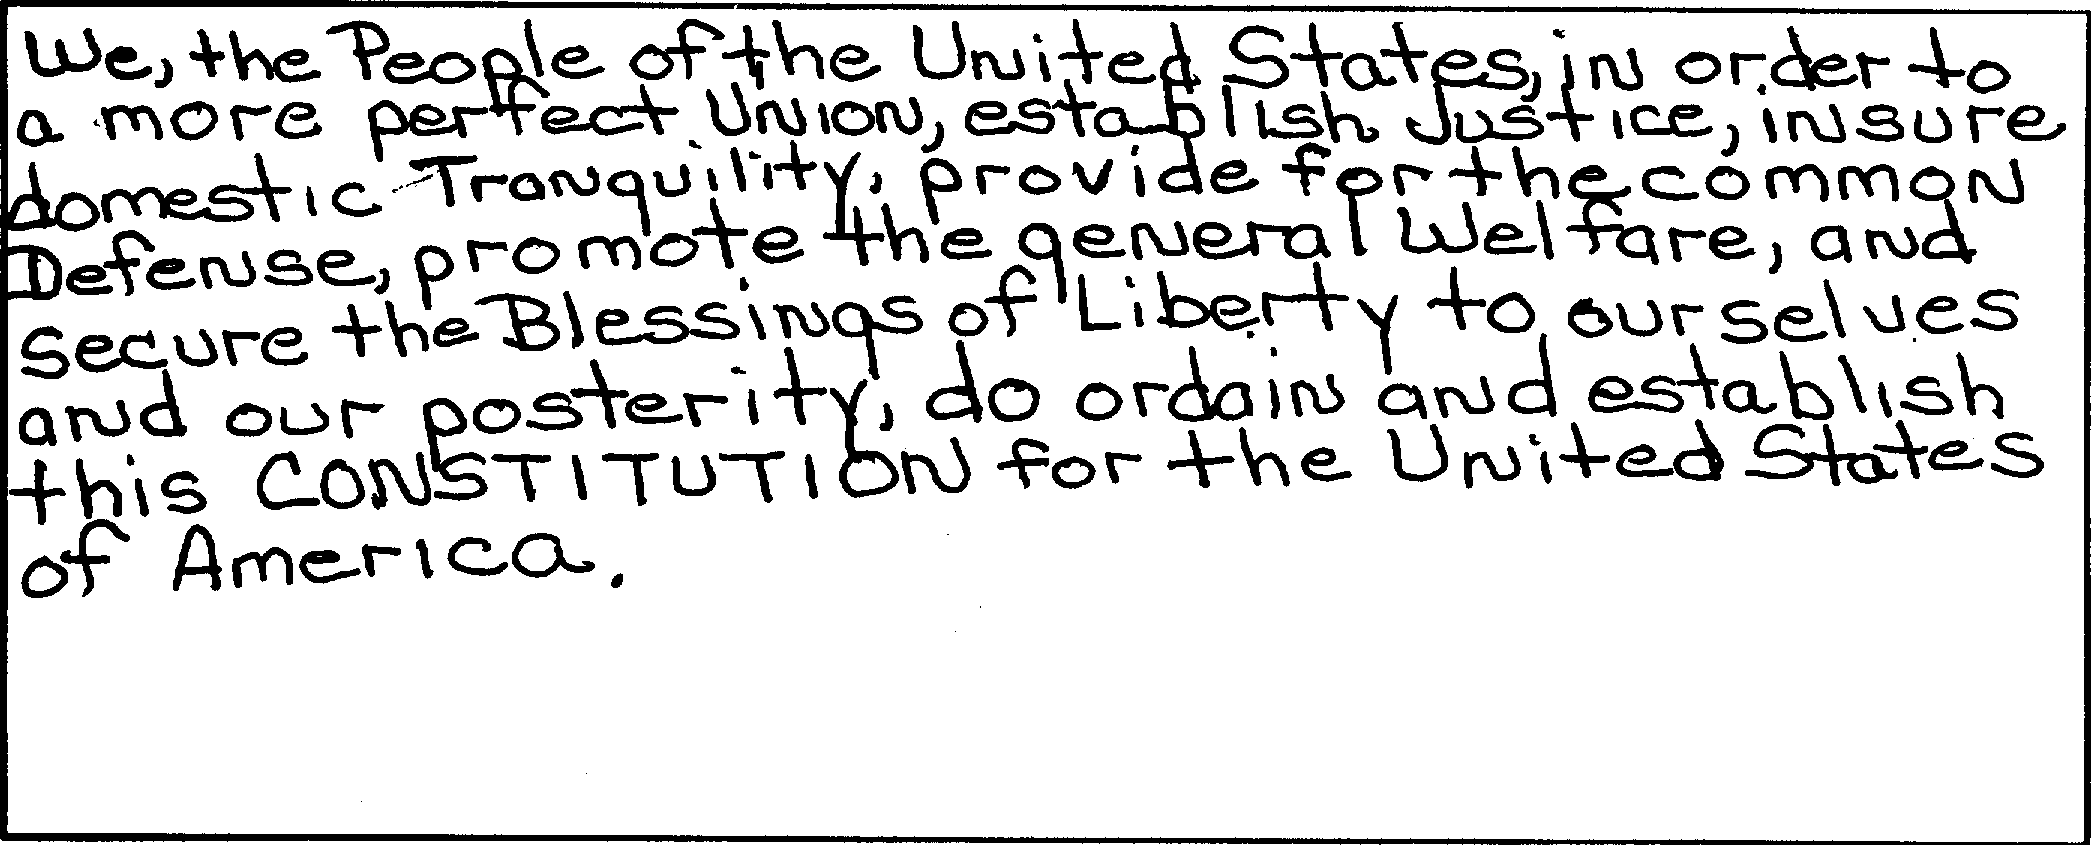 We, the People of the United States, in order to
a more perfect Union, establish Justice, insure
domestic Tranquility, provide for the common
Defense, promote the general Welfare, and
secure the Blessings of Liberty to ourselves
and our posterity, do ordain and establish
this CONSTITUTION for the United States
of America.